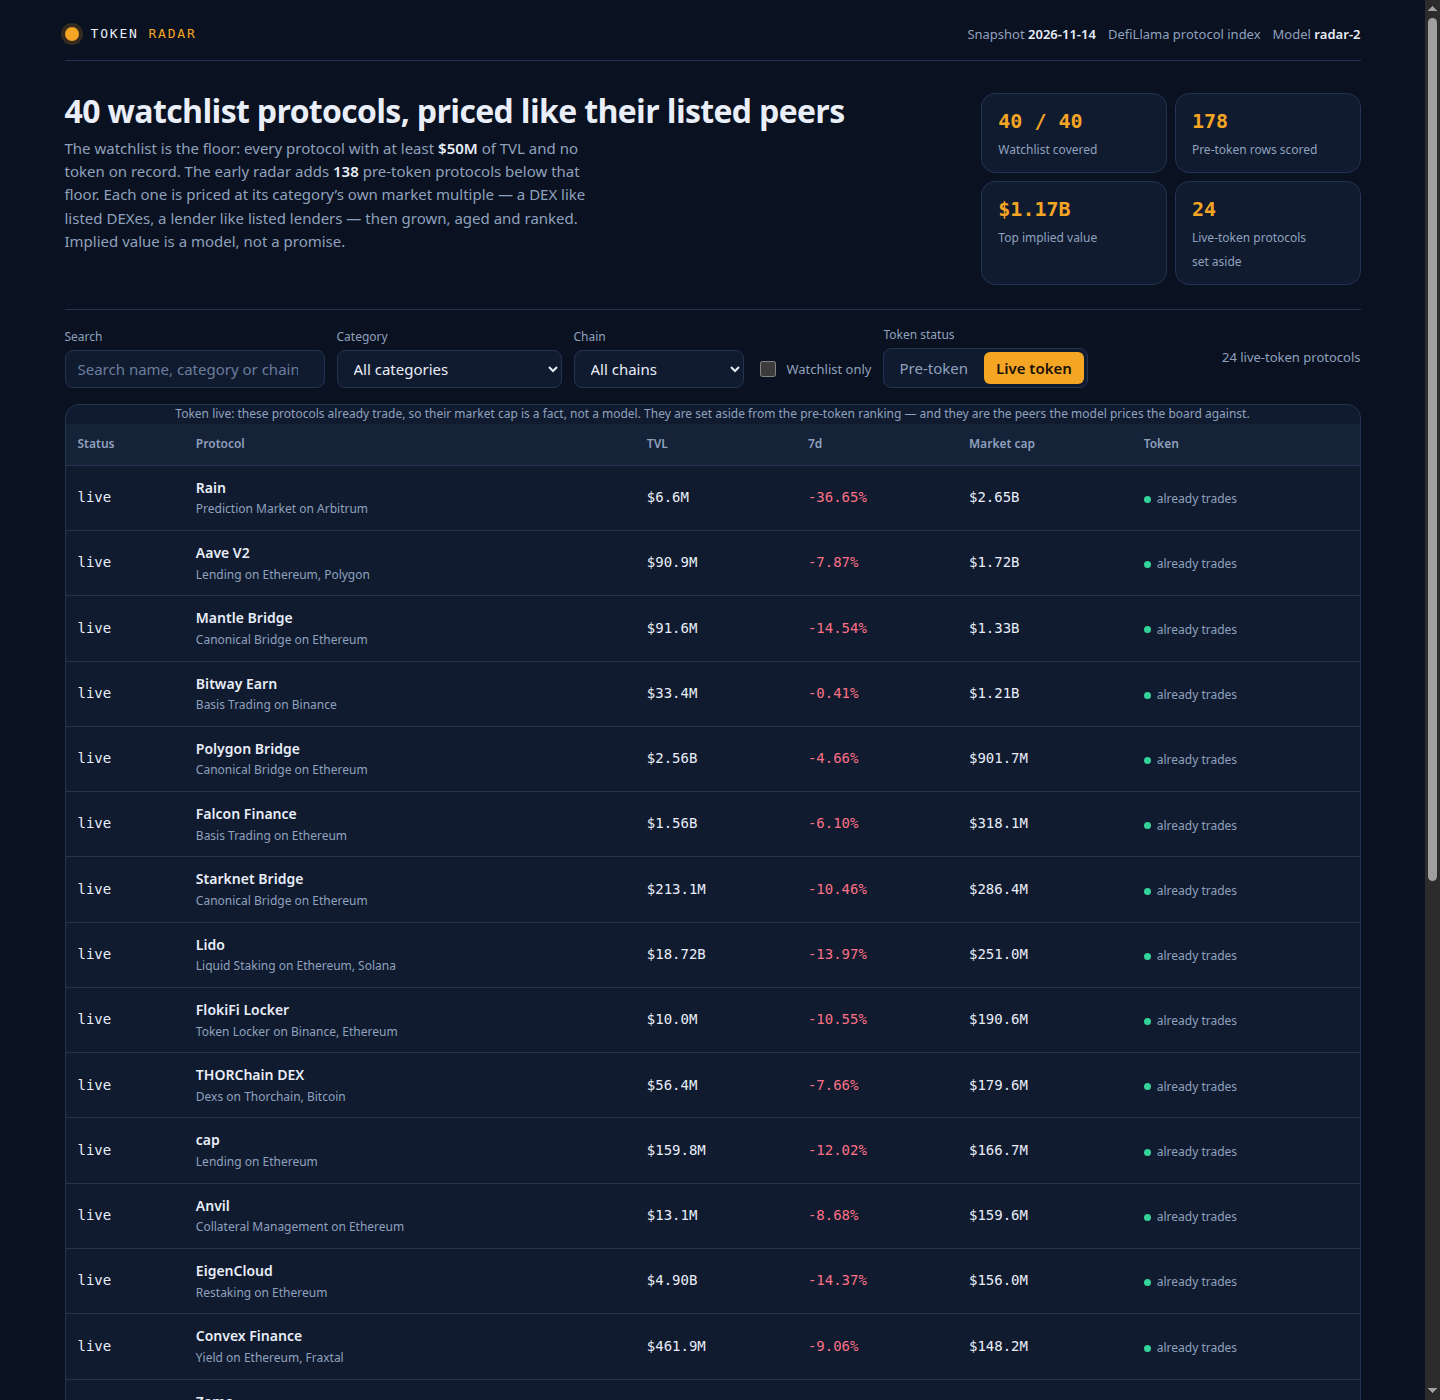 TOKEN RADAR
Snapshot 2026-11-14 DefiLlama protocol index Model radar-2
40 watchlist protocols, priced like their listed peers
The watchlist is the floor: every protocol with at least $50M of TVL and no
token on record. The early radar adds 138 pre-token protocols below that
floor. Each one is priced at its category’s own market multiple — a DEX like
listed DEXes, a lender like listed lenders — then grown, aged and ranked.
Implied value is a model, not a promise.
40 / 40
Watchlist covered
178
Pre-token rows scored
$1.17B
Top implied value
24
Live-token protocols
set aside
Search
Search name, category or chain
Category
All categories
Chain
All chains
Watchlist only
Token status
Pre-token Live token
24 live-token protocols
Token live: these protocols already trade, so their market cap is a fact, not a model. They are set aside from the pre-token ranking — and they are the peers the model prices the board against.
Status Protocol TVL 7d Market cap Token
live Rain $6.6M -36.65% $2.65B already trades
Prediction Market on Arbitrum
live Aave V2 $90.9M -7.87% $1.72B already trades
Lending on Ethereum, Polygon
live Mantle Bridge $91.6M -14.54% $1.33B already trades
Canonical Bridge on Ethereum
live Bitway Earn $33.4M -0.41% $1.21B already trades
Basis Trading on Binance
live Polygon Bridge $2.56B -4.66% $901.7M already trades
Canonical Bridge on Ethereum
live Falcon Finance $1.56B -6.10% $318.1M already trades
Basis Trading on Ethereum
live Starknet Bridge $213.1M -10.46% $286.4M already trades
Canonical Bridge on Ethereum
live Lido $18.72B -13.97% $251.0M already trades
Liquid Staking on Ethereum, Solana
live FlokiFi Locker $10.0M -10.55% $190.6M already trades
Token Locker on Binance, Ethereum
live THORChain DEX $56.4M -7.66% $179.6M already trades
Dexs on Thorchain, Bitcoin
live cap $159.8M -12.02% $166.7M already trades
Lending on Ethereum
live Anvil $13.1M -8.68% $159.6M already trades
Collateral Management on Ethereum
live EigenCloud $4.90B -14.37% $156.0M already trades
Restaking on Ethereum
live Convex Finance $461.9M -9.06% $148.2M already trades
Yield on Ethereum, Fraxtal